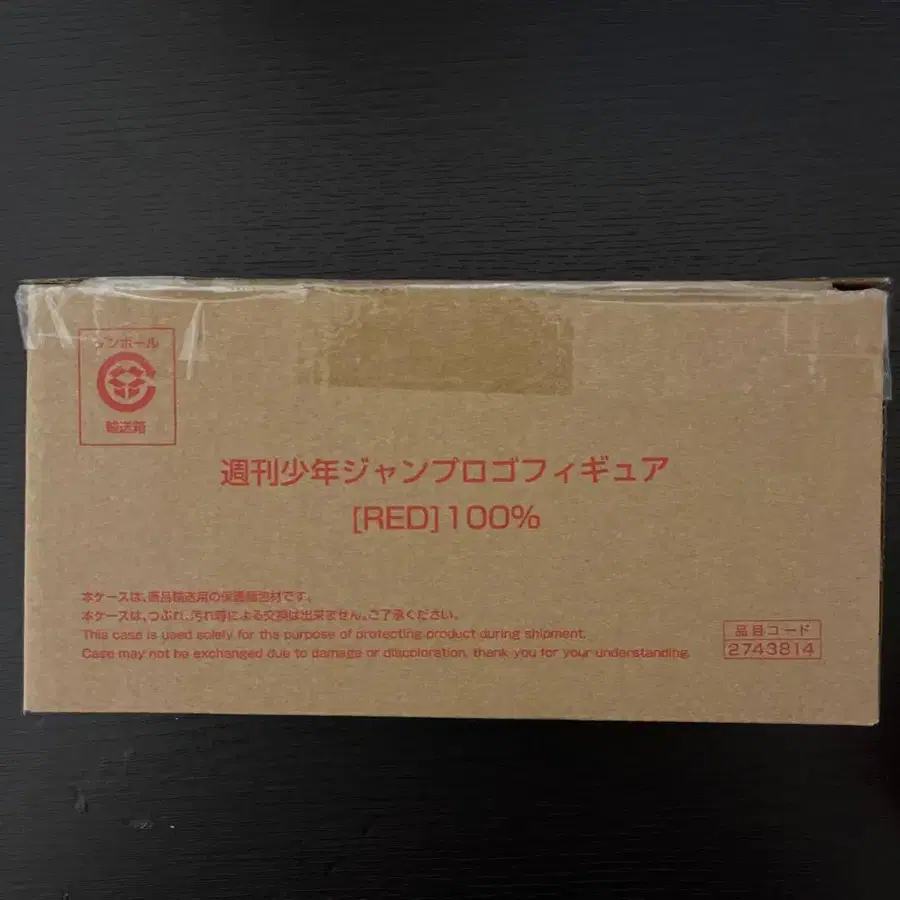 ダンボール
輸送箱
週刊少年ジャンプロゴフィギュア
[RED]100%
本ケースは、商品輸送用の保護梱包材です。
本ケースは、つぶれ、汚れ等による交換は出来ません。ご了承ください。
This case is used solely for the purpose of protecting product during shipment.
Case may not be exchanged due to damage or discoloration, thank you for your understanding.
品目コード
2743814